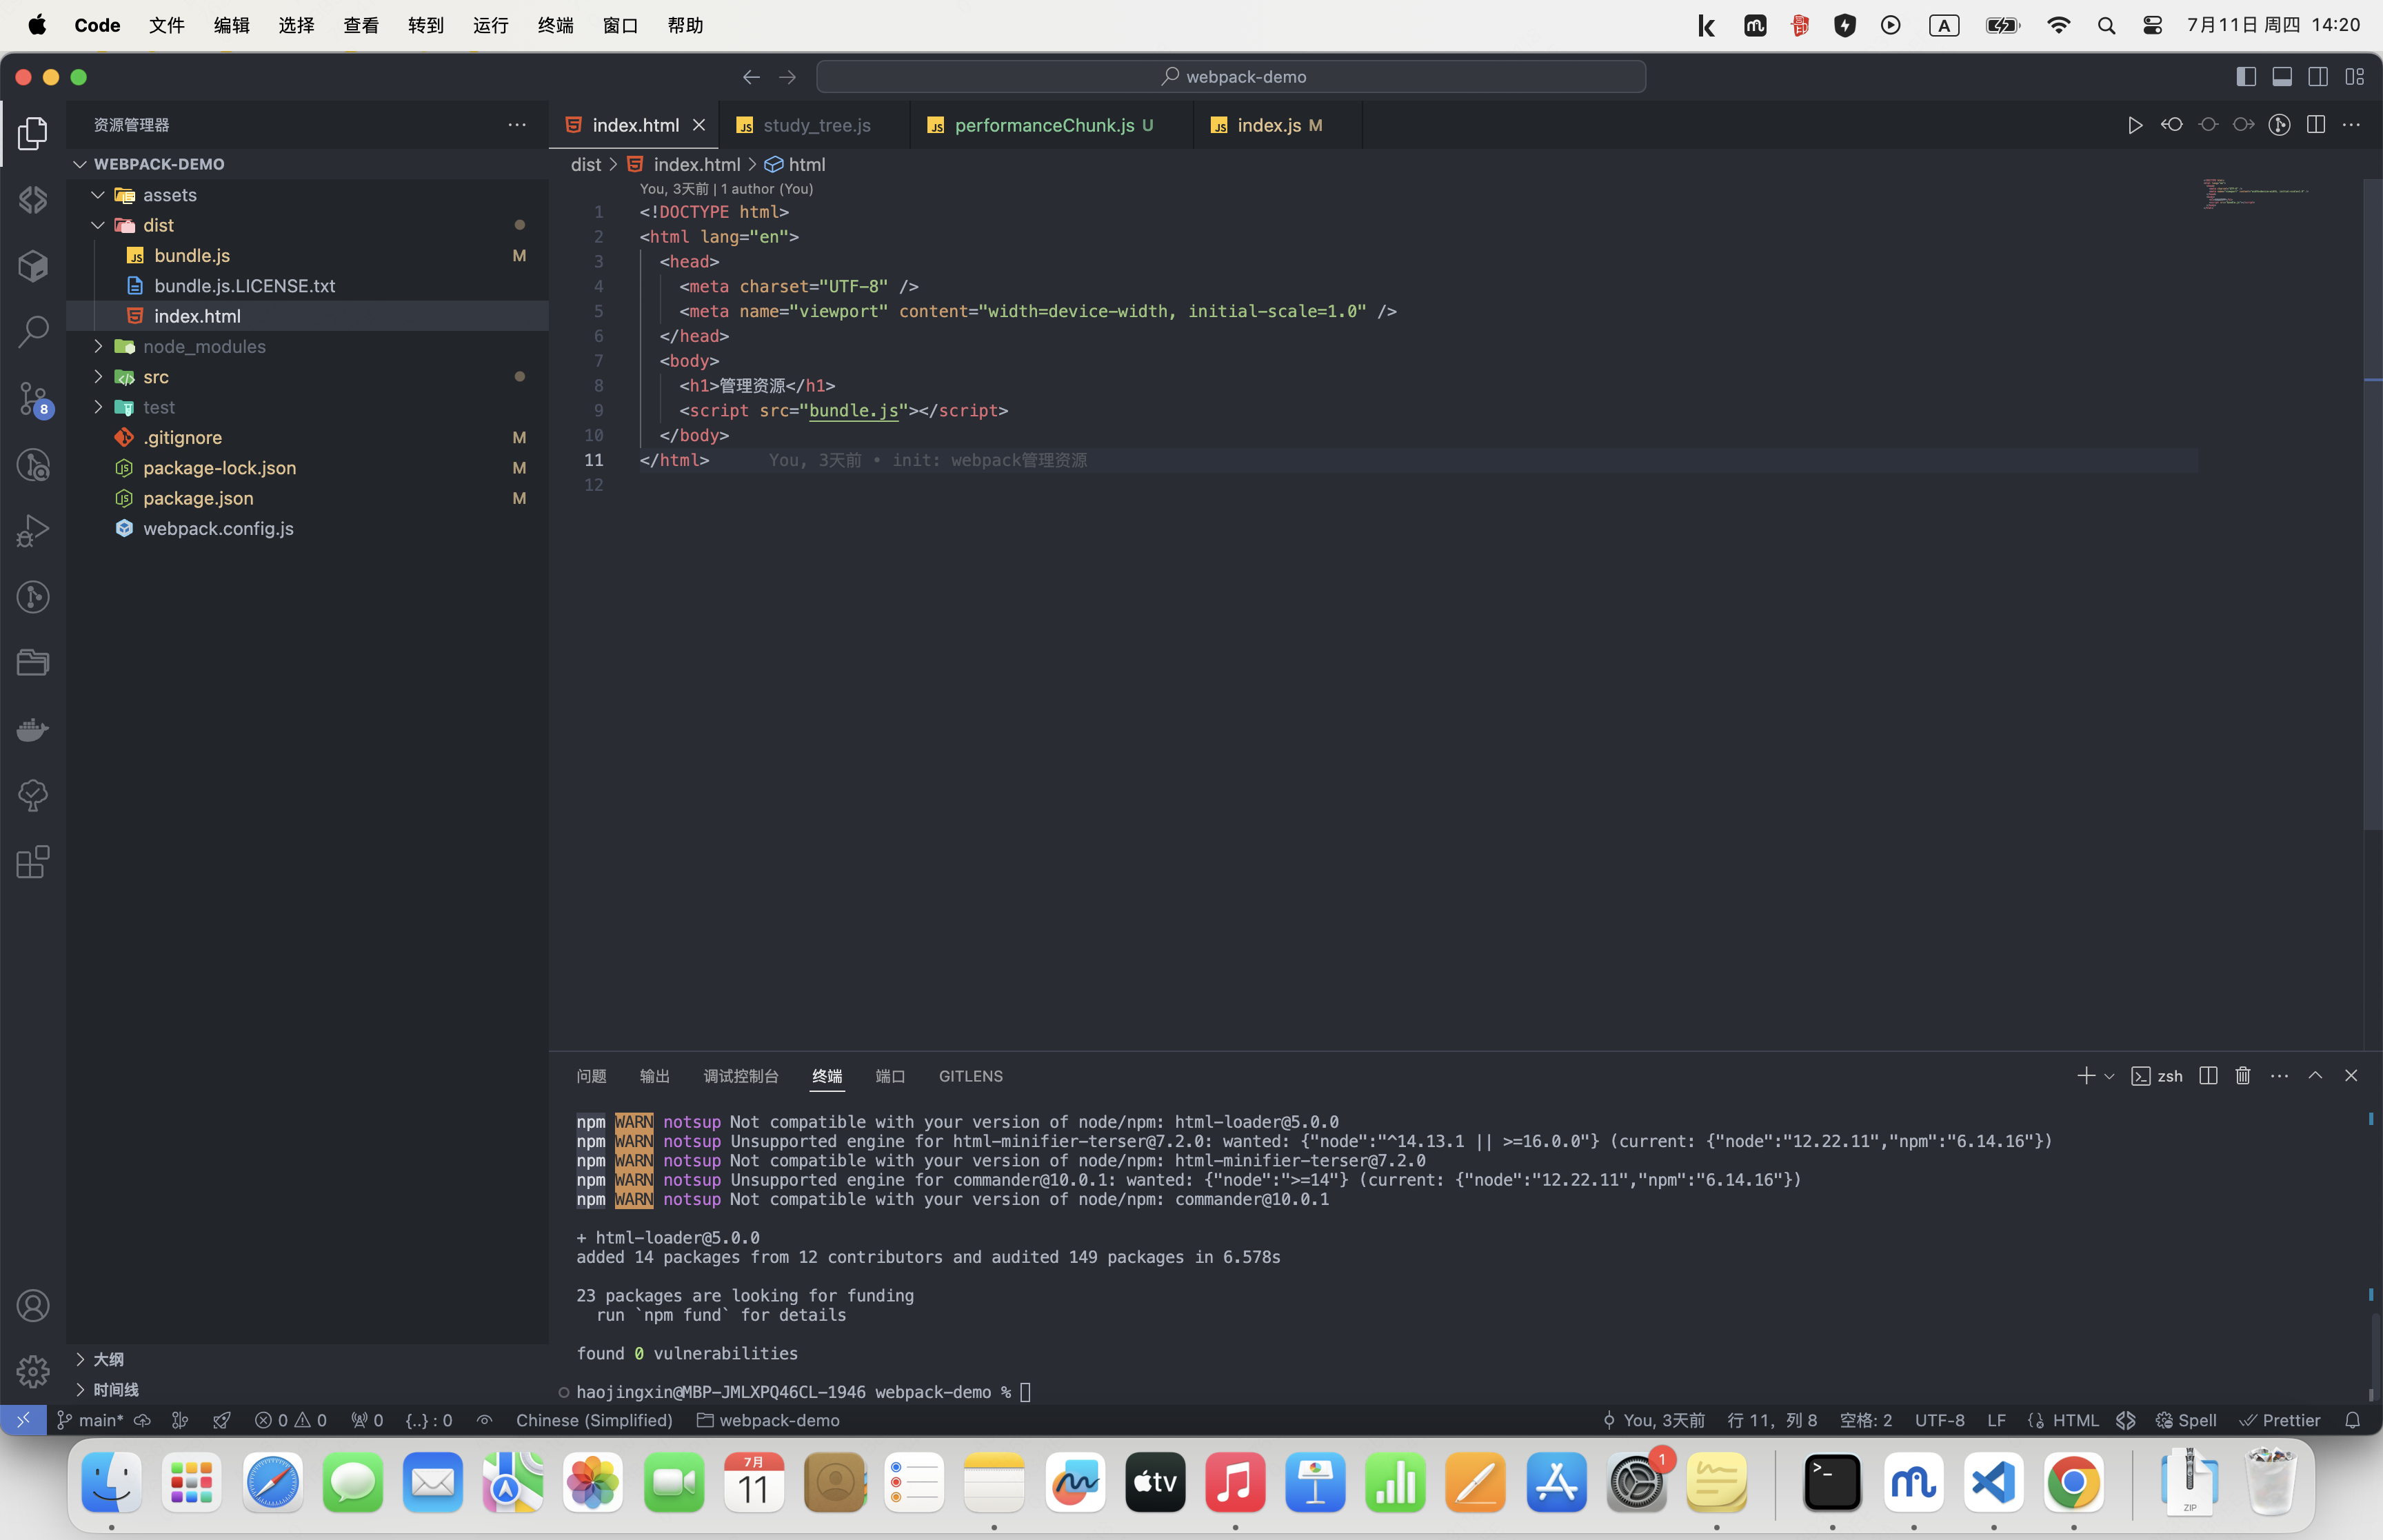 Code 文件 编辑 选择 查看 转到 运行 终端 窗口 帮助
A
7月11日 周四 14:20
webpack-demo
资源管理器
index.html
study_tree.js
performanceChunk.js U
index.js M
WEBPACK-DEMO
assets
dist
bundle.js M
bundle.js.LICENSE.txt
index.html
node_modules
src
test
.gitignore M
package-lock.json M
package.json M
webpack.config.js
8
大纲
时间线
dist > index.html > html
You, 3天前 | 1 author (You)
1 <!DOCTYPE html>
2 <html lang="en">
3 <head>
4 <meta charset="UTF-8" />
5 <meta name="viewport" content="width=device-width, initial-scale=1.0" />
6 </head>
7 <body>
8 <h1>管理资源</h1>
9 <script src="bundle.js"></script>
10 </body>
11 </html> You, 3天前 • init: webpack管理资源
12
问题 输出 调试控制台 终端 端口 GITLENS
zsh
npm WARN notsup Not compatible with your version of node/npm: html-loader@5.0.0
npm WARN notsup Unsupported engine for html-minifier-terser@7.2.0: wanted: {"node":"^14.13.1 || >=16.0.0"} (current: {"node":"12.22.11","npm":"6.14.16"})
npm WARN notsup Not compatible with your version of node/npm: html-minifier-terser@7.2.0
npm WARN notsup Unsupported engine for commander@10.0.1: wanted: {"node":">=14"} (current: {"node":"12.22.11","npm":"6.14.16"})
npm WARN notsup Not compatible with your version of node/npm: commander@10.0.1
+ html-loader@5.0.0
added 14 packages from 12 contributors and audited 149 packages in 6.578s
23 packages are looking for funding
run `npm fund` for details
found 0 vulnerabilities
haojingxin@MBP-JMLXPQ46CL-1946 webpack-demo %
main* 0 0 0 {..} : 0 Chinese (Simplified) webpack-demo
You, 3天前 行 11，列 8 空格: 2 UTF-8 LF HTML Spell Prettier
7月
11
tv
1
ZIP